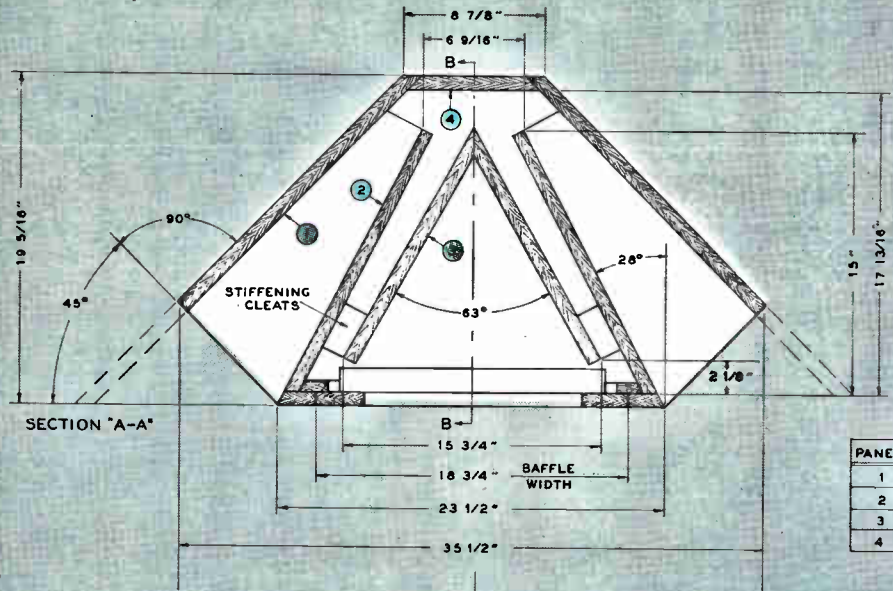 8 7/8"
6 9/16"
B
4
2
90°
19 5/16"
45°
STIFFENING
CLEATS
63°
28°
15"
17 13/16"
2 1/8"
SECTION "A-A"
B
15 3/4"
18 3/4" BAFFLE
WIDTH
23 1/2"
35 1/2"
PANE
1
2
3
4